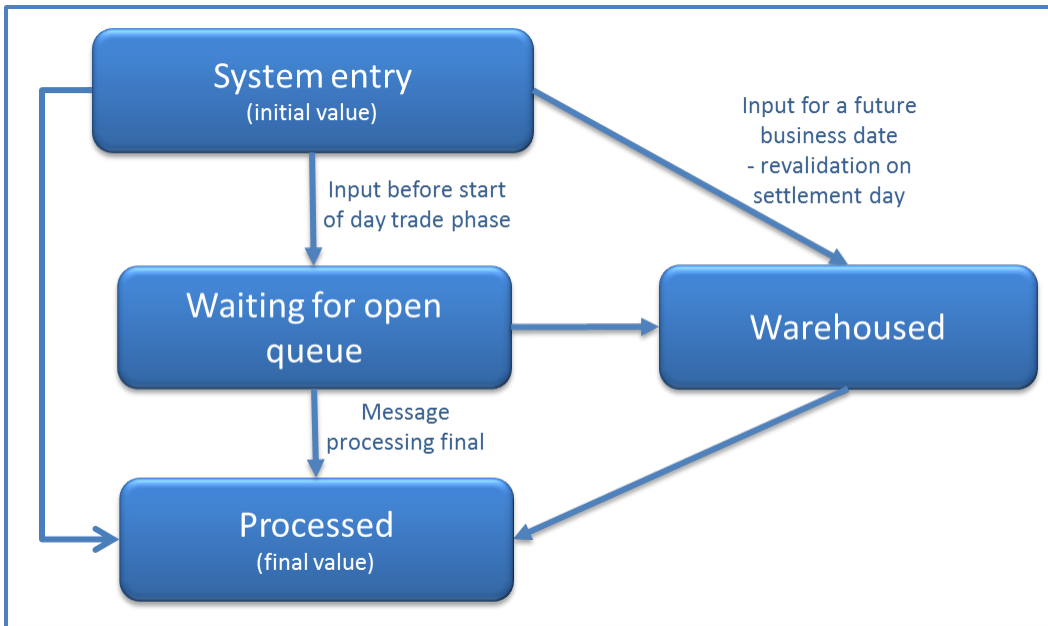 System entry
(initial value)
Input for a future
business date
- revalidation on
settlement day
Input before start
of day trade phase
Waiting for open
queue
Warehoused
Message
processing final
Processed
(final value)